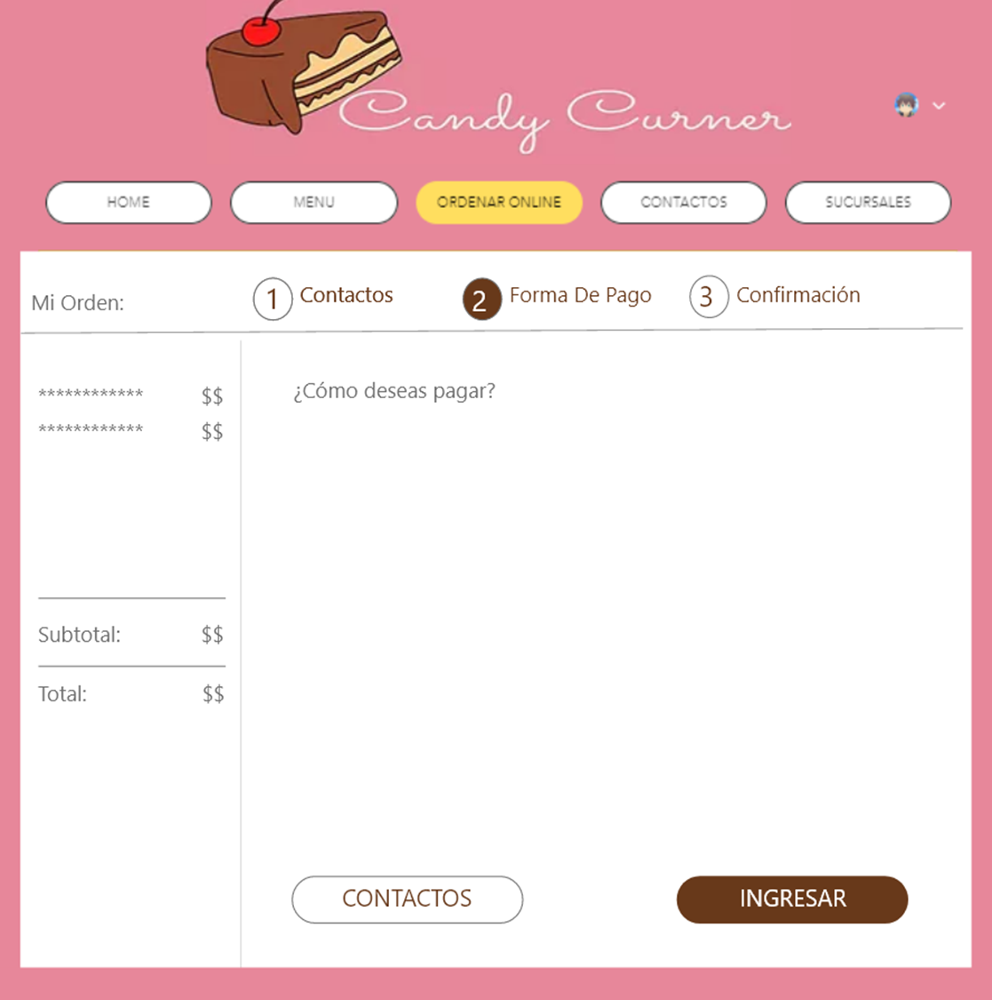 Candy Curner
HOME
MENU
ORDENAR ONLINE
CONTACTOS
SUCURSALES
Mi Orden:
1 Contactos
2 Forma De Pago
3 Confirmación
************ $$
************ $$
¿Cómo deseas pagar?
Subtotal: $$
Total: $$
CONTACTOS
INGRESAR